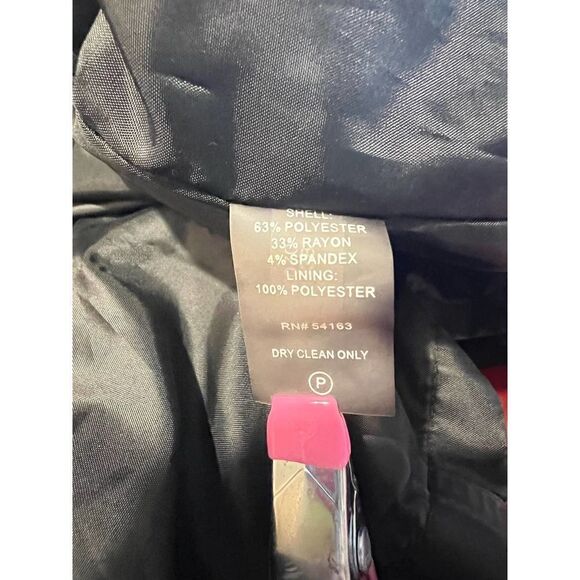 SHELL:
63% POLYESTER
33% RAYON
4% SPANDEX
LINING:
100% POLYESTER
RN# 54163
DRY CLEAN ONLY
P